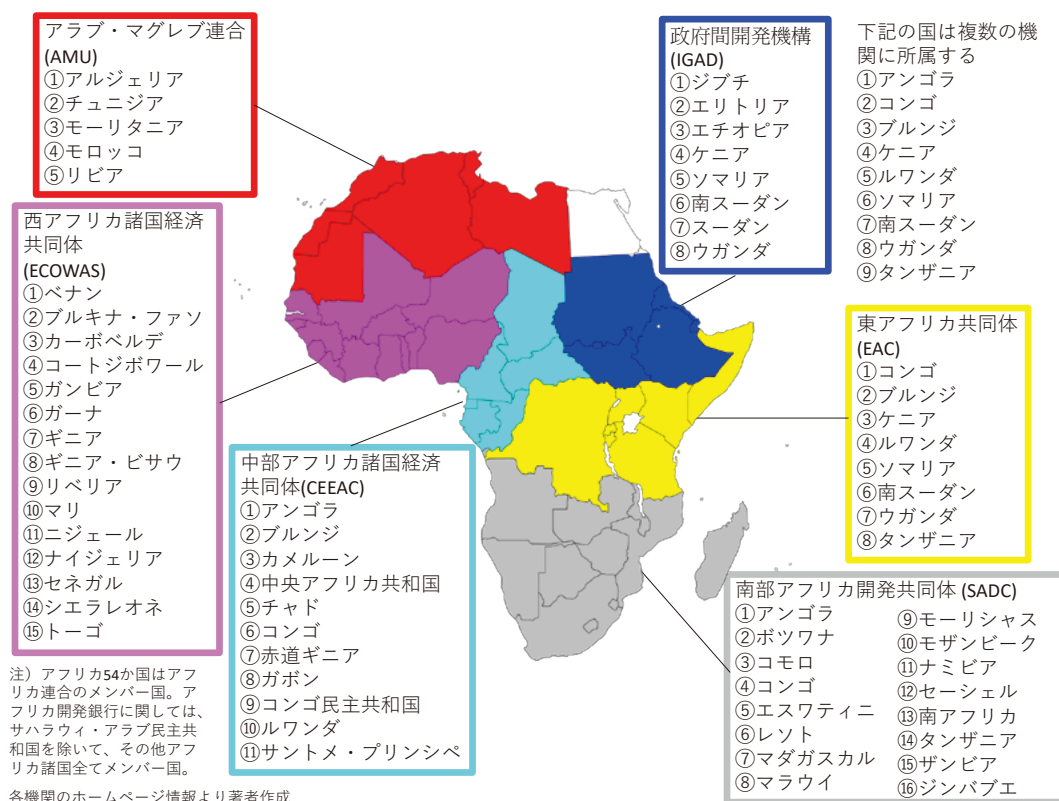 アラブ・マグレブ連合
(AMU)
①アルジェリア
②チュニジア
③モーリタニア
④モロッコ
⑤リビア
西アフリカ諸国経済
共同体
(ECOWAS)
①ベナン
②ブルキナ・ファソ
③カーボベルデ
④コートジボワール
⑤ガンビア
⑥ガーナ
⑦ギニア
⑧ギニア・ビサウ
⑨リベリア
⑩マリ
⑪ニジェール
⑫ナイジェリア
⑬セネガル
⑭シエラレオネ
⑮トーゴ
中部アフリカ諸国経済
共同体(CEEAC)
①アンゴラ
②ブルンジ
③カメルーン
④中央アフリカ共和国
⑤チャド
⑥コンゴ
⑦赤道ギニア
⑧ガボン
⑨コンゴ民主共和国
⑩ルワンダ
⑪サントメ・プリンシペ
政府間開発機構
(IGAD)
①ジブチ
②エリトリア
③エチオピア
④ケニア
⑤ソマリア
⑥南スーダン
⑦スーダン
⑧ウガンダ
下記の国は複数の機
関に所属する
①アンゴラ
②コンゴ
③ブルンジ
④ケニア
⑤ルワンダ
⑥ソマリア
⑦南スーダン
⑧ウガンダ
⑨タンザニア
東アフリカ共同体
(EAC)
①コンゴ
②ブルンジ
③ケニア
④ルワンダ
⑤ソマリア
⑥南スーダン
⑦ウガンダ
⑧タンザニア
南部アフリカ開発共同体 (SADC)
①アンゴラ
②ボツワナ
③コモロ
④コンゴ
⑤エスワティニ
⑥レソト
⑦マダガスカル
⑧マラウイ
⑨モーリシャス
⑩モザンビーク
⑪ナミビア
⑫セーシェル
⑬南アフリカ
⑭タンザニア
⑮ザンビア
⑯ジンバブエ
注）アフリカ54か国はアフ
リカ連合のメンバー国。ア
フリカ開発銀行に関しては、
サハラウィ・アラブ民主共
和国を除いて、その他アフ
リカ諸国全てメンバー国。
各機関のホームページ情報より著者作成